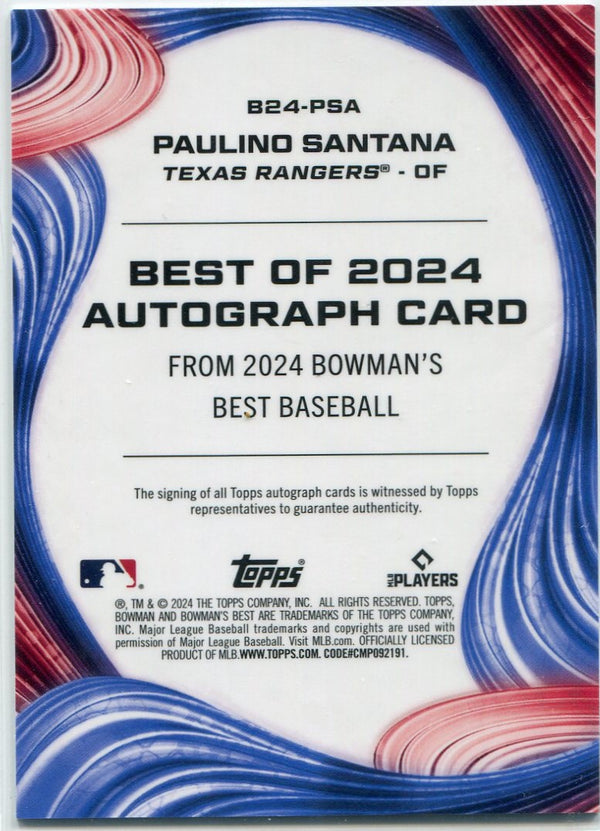 B24-PSA
PAULINO SANTANA
TEXAS RANGERS® - OF
BEST OF 2024
AUTOGRAPH CARD
FROM 2024 BOWMAN'S
BEST BASEBALL
The signing of all Topps autograph cards is witnessed by Topps
representatives to guarantee authenticity.
Topps®
MLB PLAYERS
®, TM & © 2024 THE TOPPS COMPANY, INC. ALL RIGHTS RESERVED. TOPPS,
BOWMAN AND BOWMAN'S BEST ARE TRADEMARKS OF THE TOPPS COMPANY,
INC. Major League Baseball trademarks and copyrights are used with
permission of Major League Baseball. Visit MLB.com. OFFICIALLY LICENSED
PRODUCT OF MLB.WWW.TOPPS.COM. CODE#CMP092191.